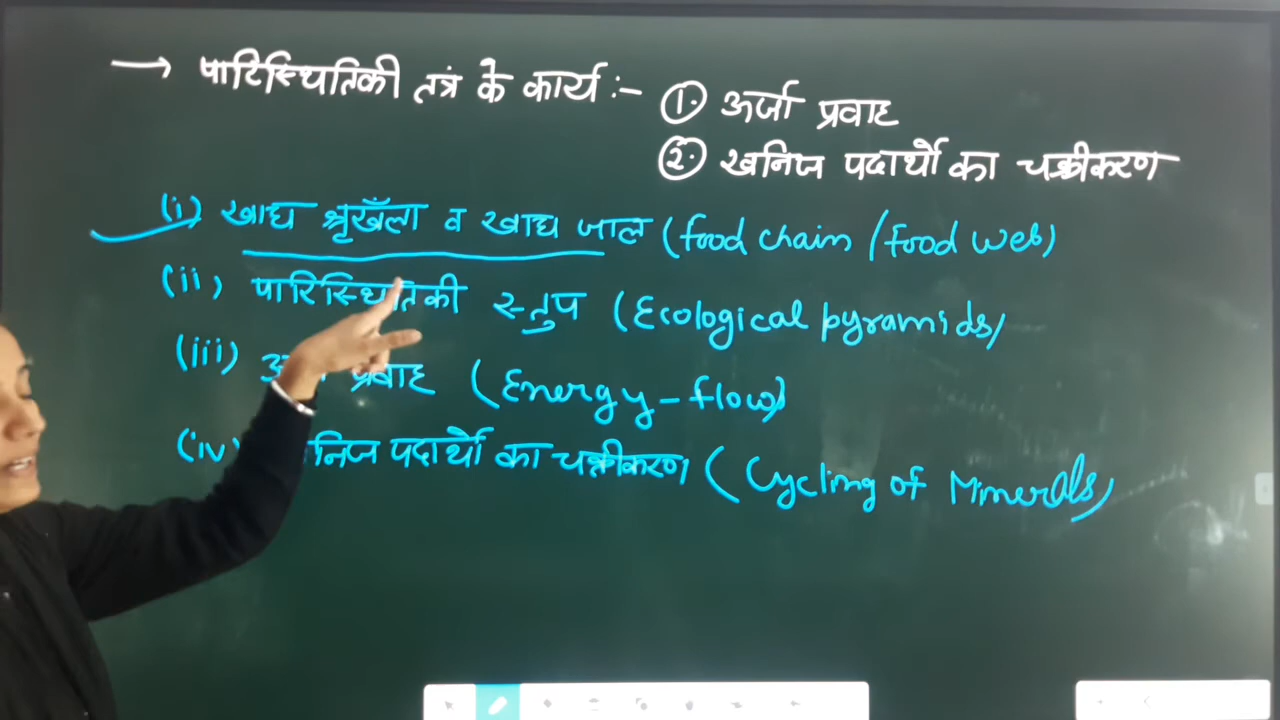 → पारिस्थितिकी तंत्र के कार्य :-
① ऊर्जा प्रवाह
② खनिज पदार्थो का चक्रीकरण
(i) खाद्य श्रृखँला व खाद्य जाल (food chain / food web)
(ii) पारिस्थितिकी स्तुप (Ecological pyramids)
(iii) प्रवाह (Energy-flow)
(iv) पदार्थो का चक्रीकरण (Cycling of Minerals)